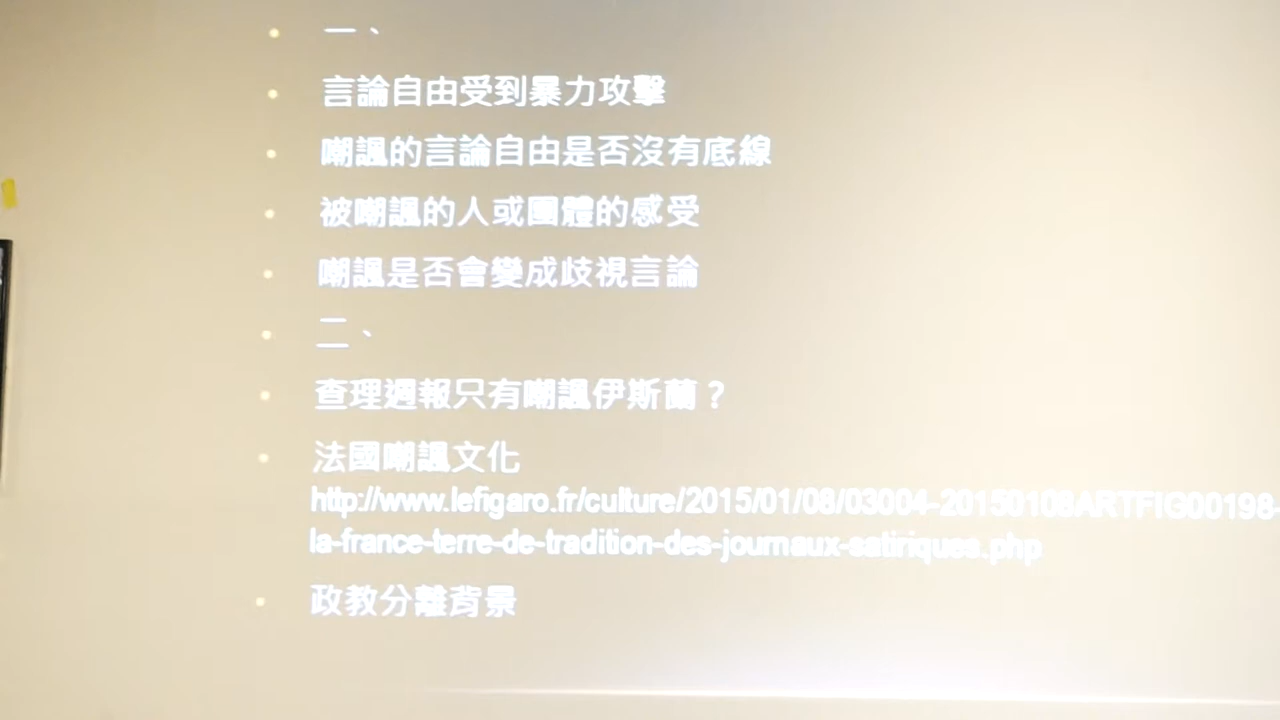 一、
言論自由受到暴力攻擊
嘲諷的言論自由是否沒有底線
被嘲諷的人或團體的感受
嘲諷是否會變成歧視言論
二、
查理週報只有嘲諷伊斯蘭？
法國嘲諷文化
http://www.lefigaro.fr/culture/2015/01/08/03004-20150108ARTFIG00198-
la-france-terre-de-tradition-des-journaux-satiriques.php
政教分離背景